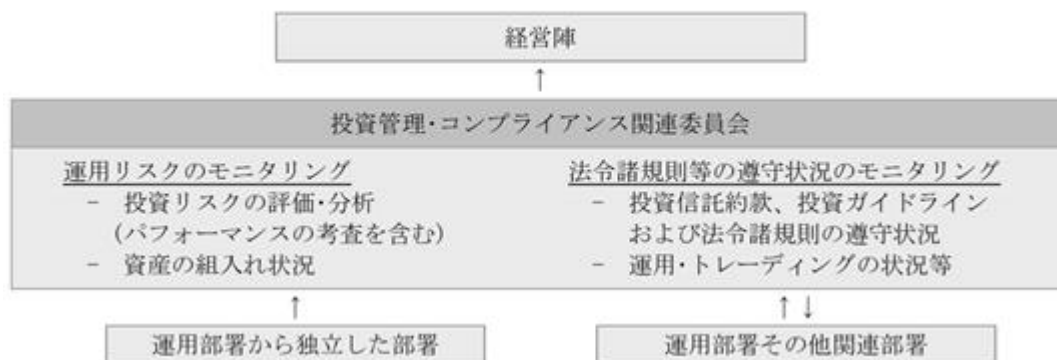 経営陣
↑
投資管理・コンプライアンス関連委員会
運用リスクのモニタリング
－ 投資リスクの評価・分析
(パフォーマンスの考査を含む)
－ 資産の組入れ状況
法令諸規則等の遵守状況のモニタリング
－ 投資信託約款、投資ガイドライン
および法令諸規則の遵守状況
－ 運用・トレーディングの状況等
↑
↑↓
運用部署から独立した部署
運用部署その他関連部署